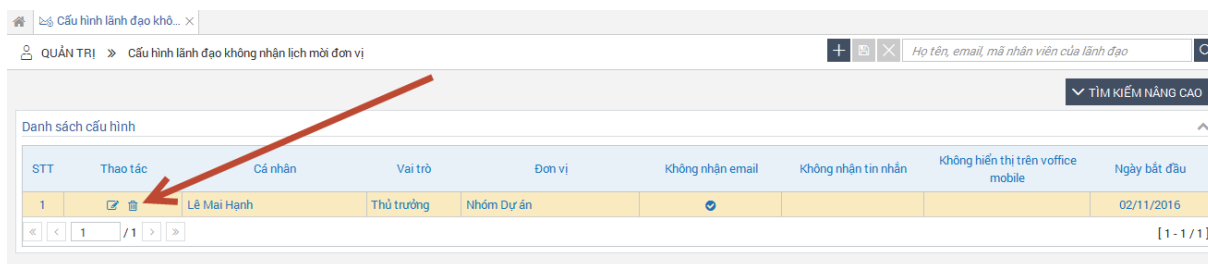 Cấu hình lãnh đạo khô...
QUẢN TRỊ » Cấu hình lãnh đạo không nhận lịch mời đơn vị
Họ tên, email, mã nhân viên của lãnh đạo
TÌM KIẾM NÂNG CAO
Danh sách cấu hình
STT Thao tác Cá nhân Vai trò Đơn vị Không nhận email Không nhận tin nhắn Không hiển thị trên voffice mobile Ngày bắt đầu
1 Lê Mai Hạnh Thủ trưởng Nhóm Dự án 02/11/2016
« < 1 / 1 > » [ 1 - 1 / 1 ]